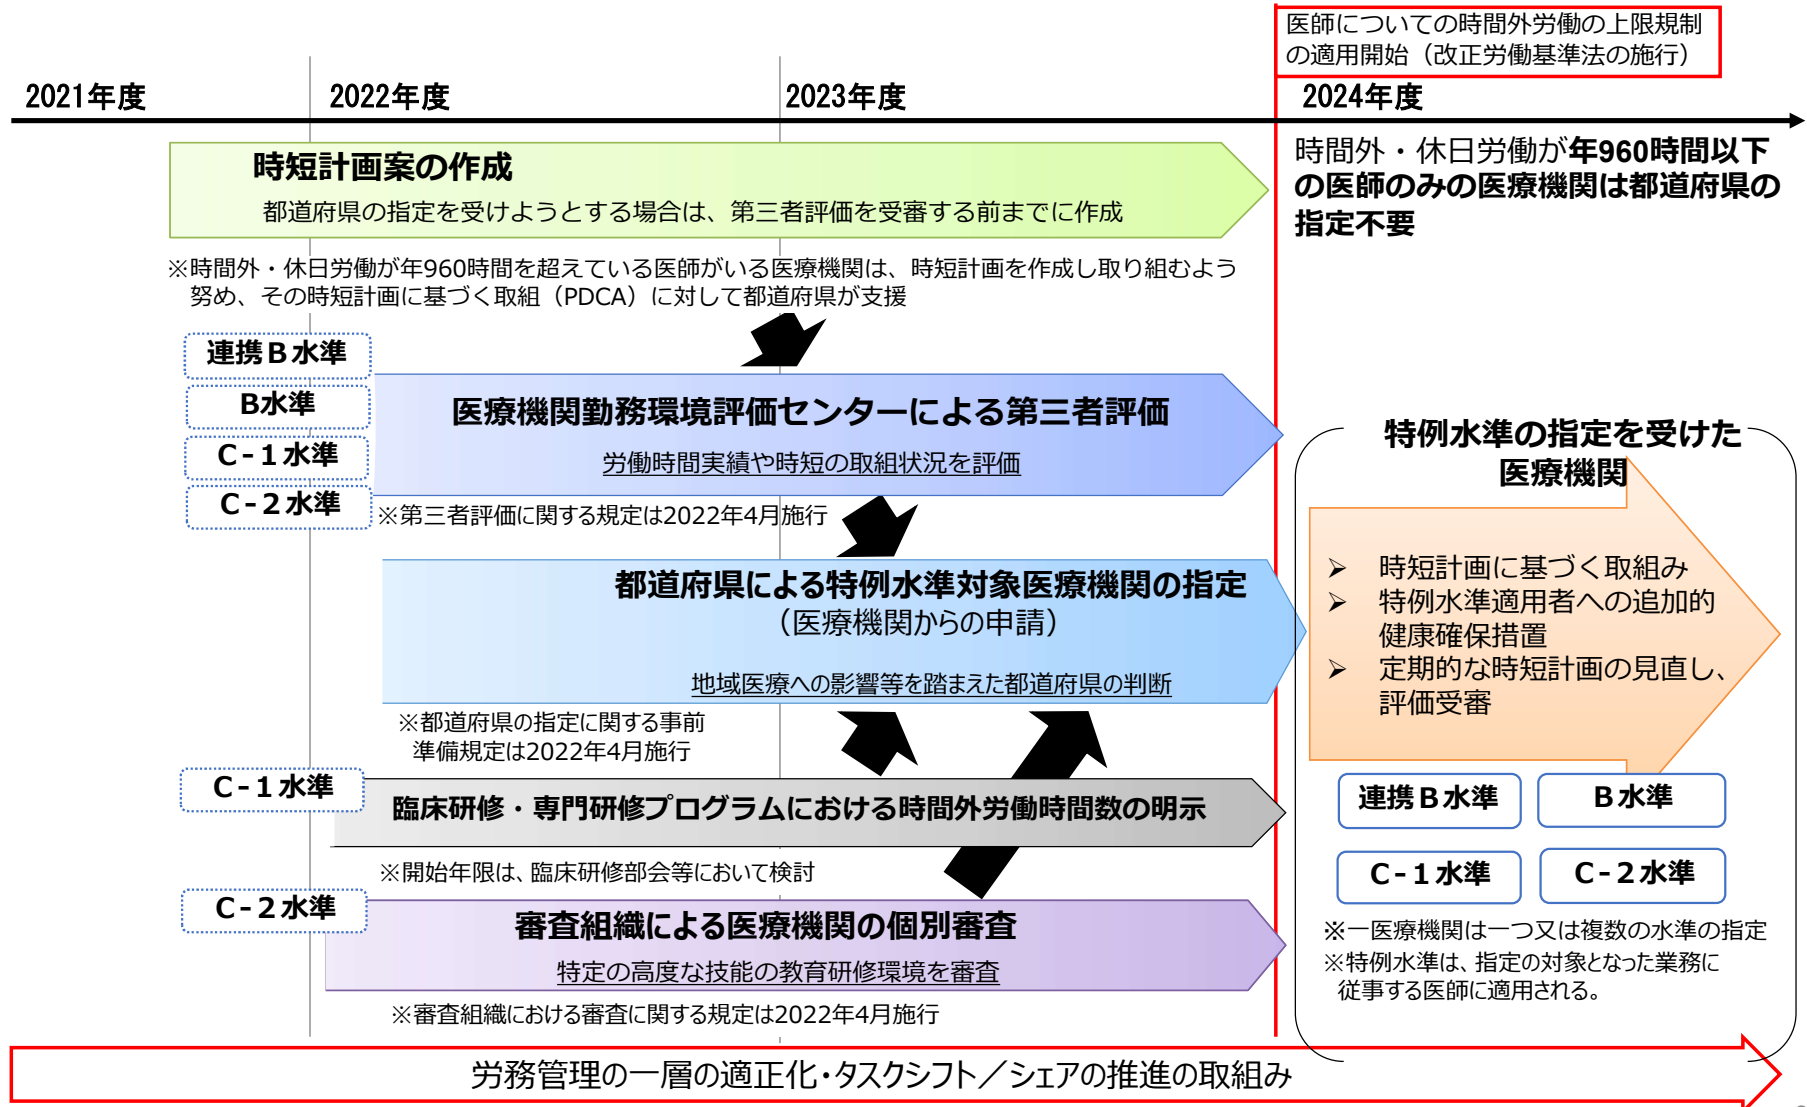 医師についての時間外労働の上限規制
の適用開始（改正労働基準法の施行）
2021年度
2022年度
2023年度
2024年度
時短計画案の作成
都道府県の指定を受けようとする場合は、第三者評価を受審する前までに作成
時間外・休日労働が年960時間以下
の医師のみの医療機関は都道府県の
指定不要
※時間外・休日労働が年960時間を超えている医師がいる医療機関は、時短計画を作成し取り組むよう
努め、その時短計画に基づく取組（PDCA）に対して都道府県が支援
連携Ｂ水準
B水準
C-１水準
C-２水準
医療機関勤務環境評価センターによる第三者評価
労働時間実績や時短の取組状況を評価
※第三者評価に関する規定は2022年4月施行
都道府県による特例水準対象医療機関の指定
（医療機関からの申請）
地域医療への影響等を踏まえた都道府県の判断
※都道府県の指定に関する事前
準備規定は2022年4月施行
C-１水準
臨床研修・専門研修プログラムにおける時間外労働時間数の明示
※開始年限は、臨床研修部会等において検討
C-２水準
審査組織による医療機関の個別審査
特定の高度な技能の教育研修環境を審査
※審査組織における審査に関する規定は2022年4月施行
特例水準の指定を受けた
医療機関
➢ 時短計画に基づく取組み
➢ 特例水準適用者への追加的
健康確保措置
➢ 定期的な時短計画の見直し、
評価受審
連携Ｂ水準
Ｂ水準
C-１水準
C-２水準
※一医療機関は一つ又は複数の水準の指定
※特例水準は、指定の対象となった業務に
従事する医師に適用される。
労務管理の一層の適正化・タスクシフト／シェアの推進の取組み